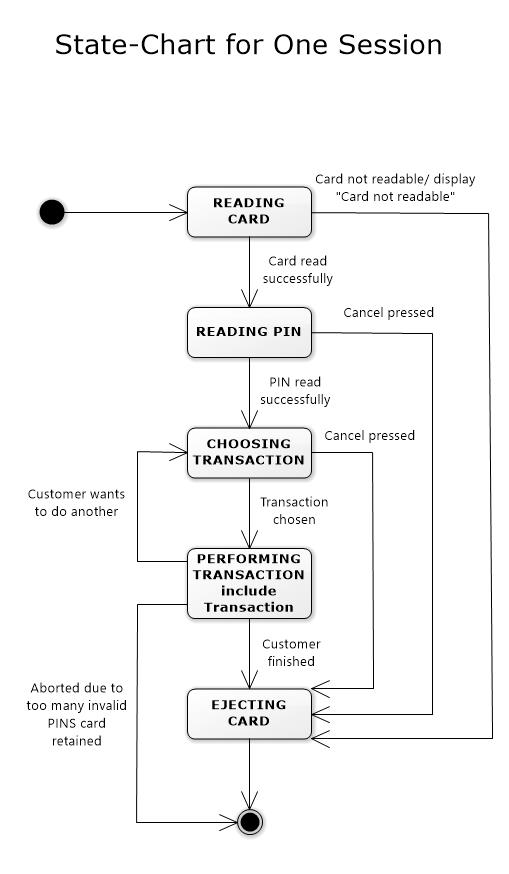 State-Chart for One Session
Card not readable/ display
"Card not readable"
READING
CARD
Card read
successfully
Cancel pressed
READING PIN
PIN read
successfully
Cancel pressed
CHOOSING
TRANSACTION
Customer wants
to do another
Transaction
chosen
PERFORMING
TRANSACTION
include
Transaction
Customer
finished
Aborted due to
too many invalid
PINS card
retained
EJECTING
CARD